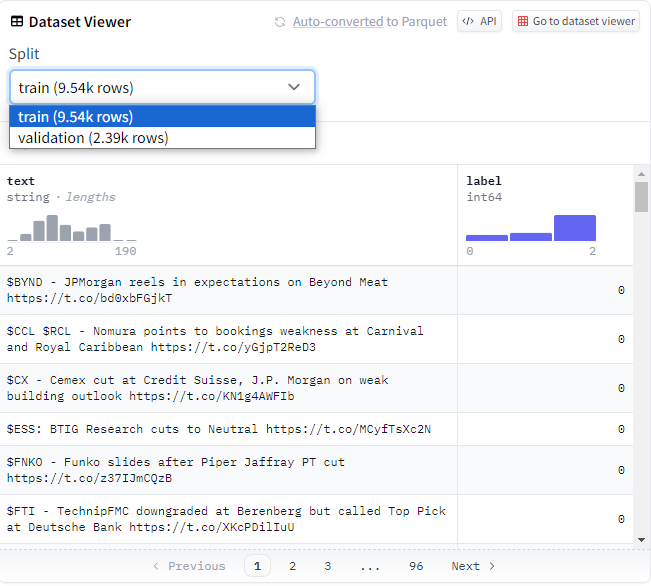 Dataset Viewer
Auto-converted to Parquet
API
Go to dataset viewer
Split
train (9.54k rows)
train (9.54k rows)
validation (2.39k rows)
text
string · lengths
2 190
label
int64
0 2
$BYND - JPMorgan reels in expectations on Beyond Meat
https://t.co/bd0xbFGjkT
0
$CCL $RCL - Nomura points to bookings weakness at Carnival
and Royal Caribbean https://t.co/yGjpT2ReD3
0
$CX - Cemex cut at Credit Suisse, J.P. Morgan on weak
building outlook https://t.co/KN1g4AWFIb
0
$ESS: BTIG Research cuts to Neutral https://t.co/MCyfTsXc2N
0
$FNKO - Funko slides after Piper Jaffray PT cut
https://t.co/z37IJmCQzB
0
$FTI - TechnipFMC downgraded at Berenberg but called Top Pick
at Deutsche Bank https://t.co/XKcPDilIuU
0
< Previous 1 2 3 ... 96 Next >